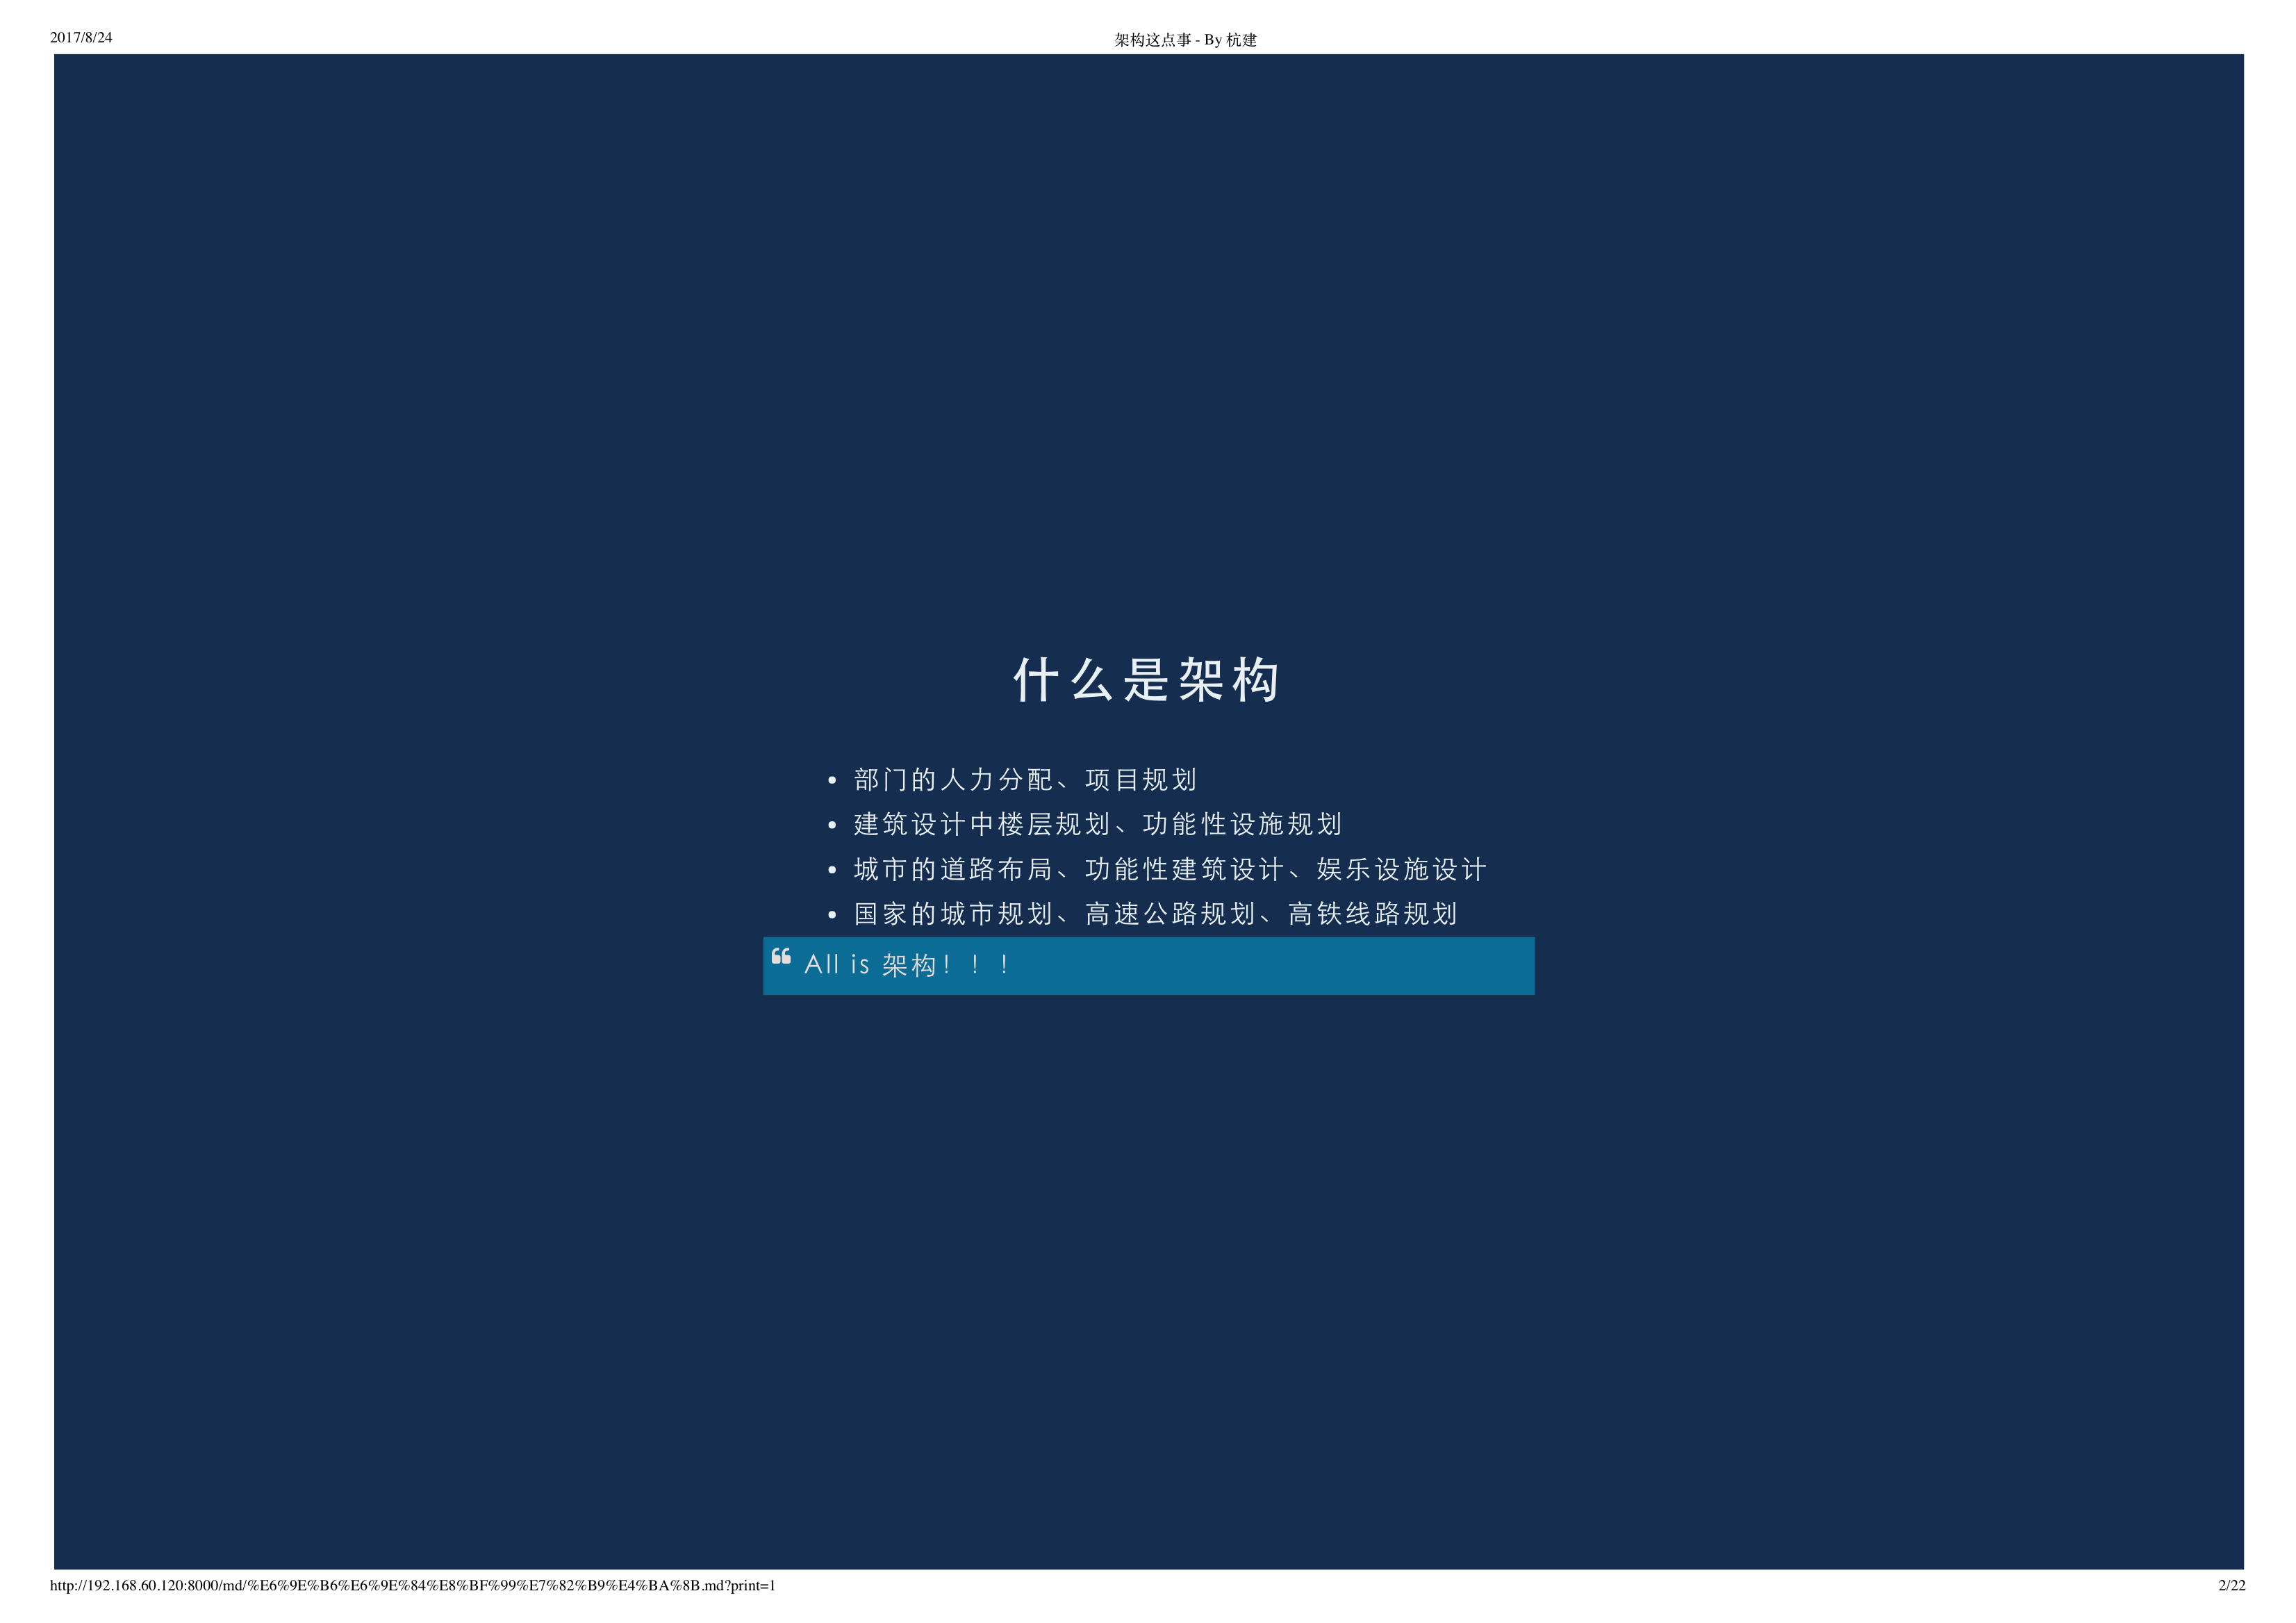 2017/8/24
架构这点事 - By 杭建
什么是架构
• 部门的人力分配、项目规划
• 建筑设计中楼层规划、功能性设施规划
• 城市的道路布局、功能性建筑设计、娱乐设施设计
• 国家的城市规划、高速公路规划、高铁线路规划
“ All is 架构！！！
http://192.168.60.120:8000/md/%E6%9E%B6%E6%9E%84%E8%BF%99%E7%82%B9%E4%BA%8B.md?print=1
2/22